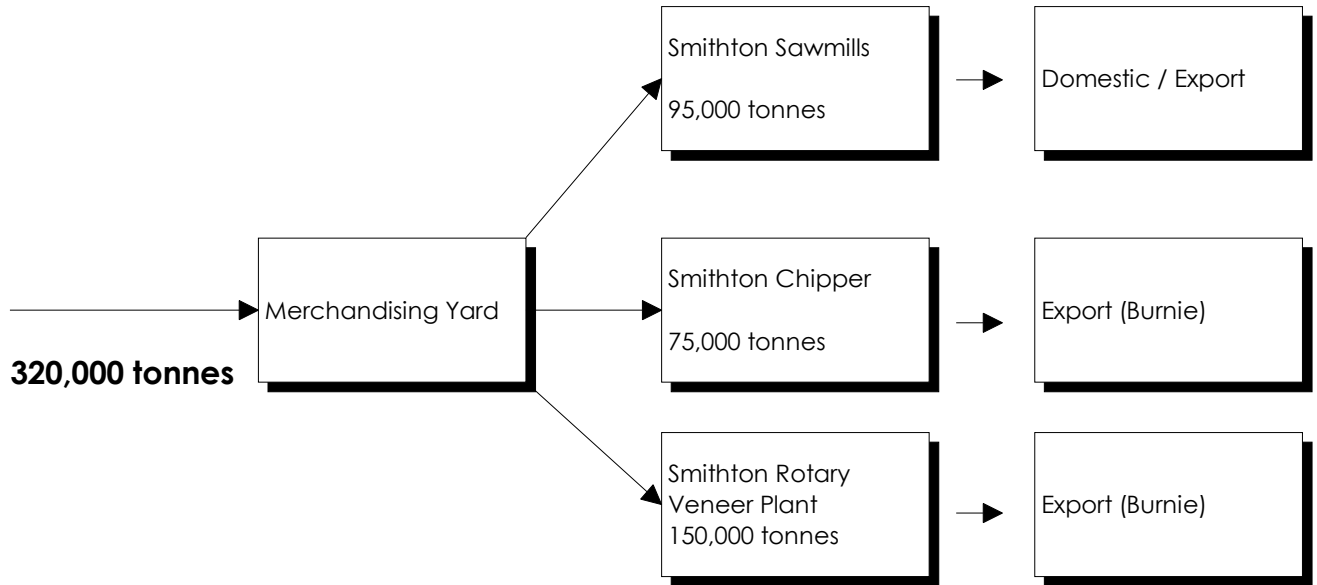 320,000 tonnes
Merchandising Yard
Smithton Sawmills
95,000 tonnes
Domestic / Export
Smithton Chipper
75,000 tonnes
Export (Burnie)
Smithton Rotary
Veneer Plant
150,000 tonnes
Export (Burnie)